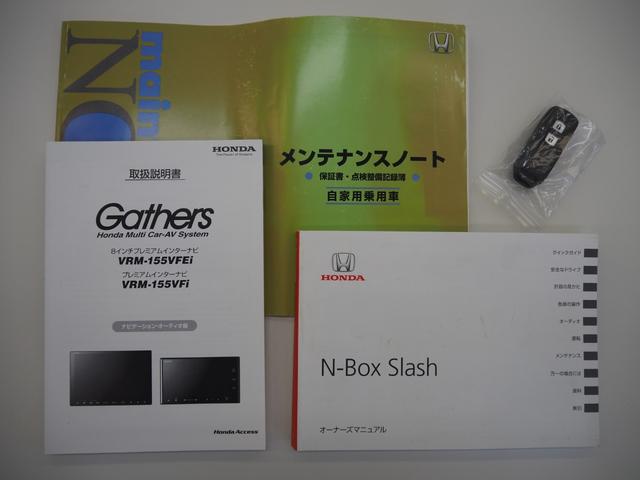 main
NO
メンテナンスノート
保証書・点検整備記録簿
自家用乗用車
HONDA
The Power of Dreams
取扱説明書
Gathers
Honda Multi Car-AV System
8インチプレミアムインターナビ
VRM-155VFEi
プレミアムインターナビ
VRM-155VFi
ナビゲーション・オーディオ編
Honda Access
HONDA
N-Box Slash
オーナーズマニュアル
クイックガイド
安全なドライブ
計器の見かた
各部の操作
オーディオ
運転
メンテナンス
万一の場合には
資料
索引